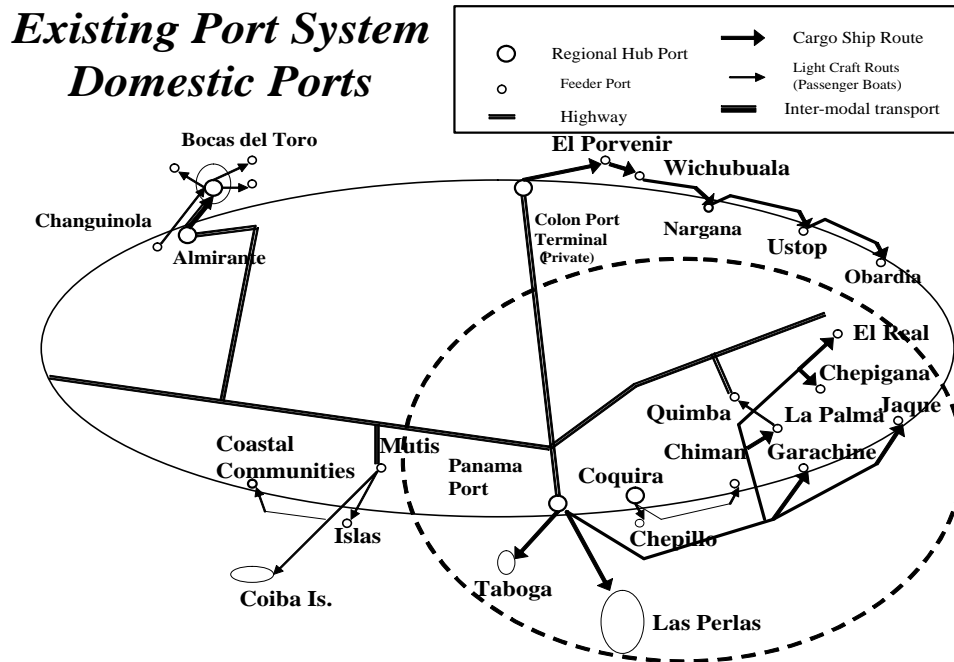 Existing Port System
Domestic Ports
Regional Hub Port
Feeder Port
Highway
Cargo Ship Route
Light Craft Routs
(Passenger Boats)
Inter-modal transport
Bocas del Toro
El Porvenir
Wichubuala
Changuinola
Almirante
Colon Port
Terminal
(Private)
Nargana
Ustop
Obardia
El Real
Chepigana
Quimba
La Palma
Jaque
Coastal
Communities
Mutis
Panama
Port
Chiman
Garachine
Coquira
Islas
Chepillo
Taboga
Coiba Is.
Las Perlas